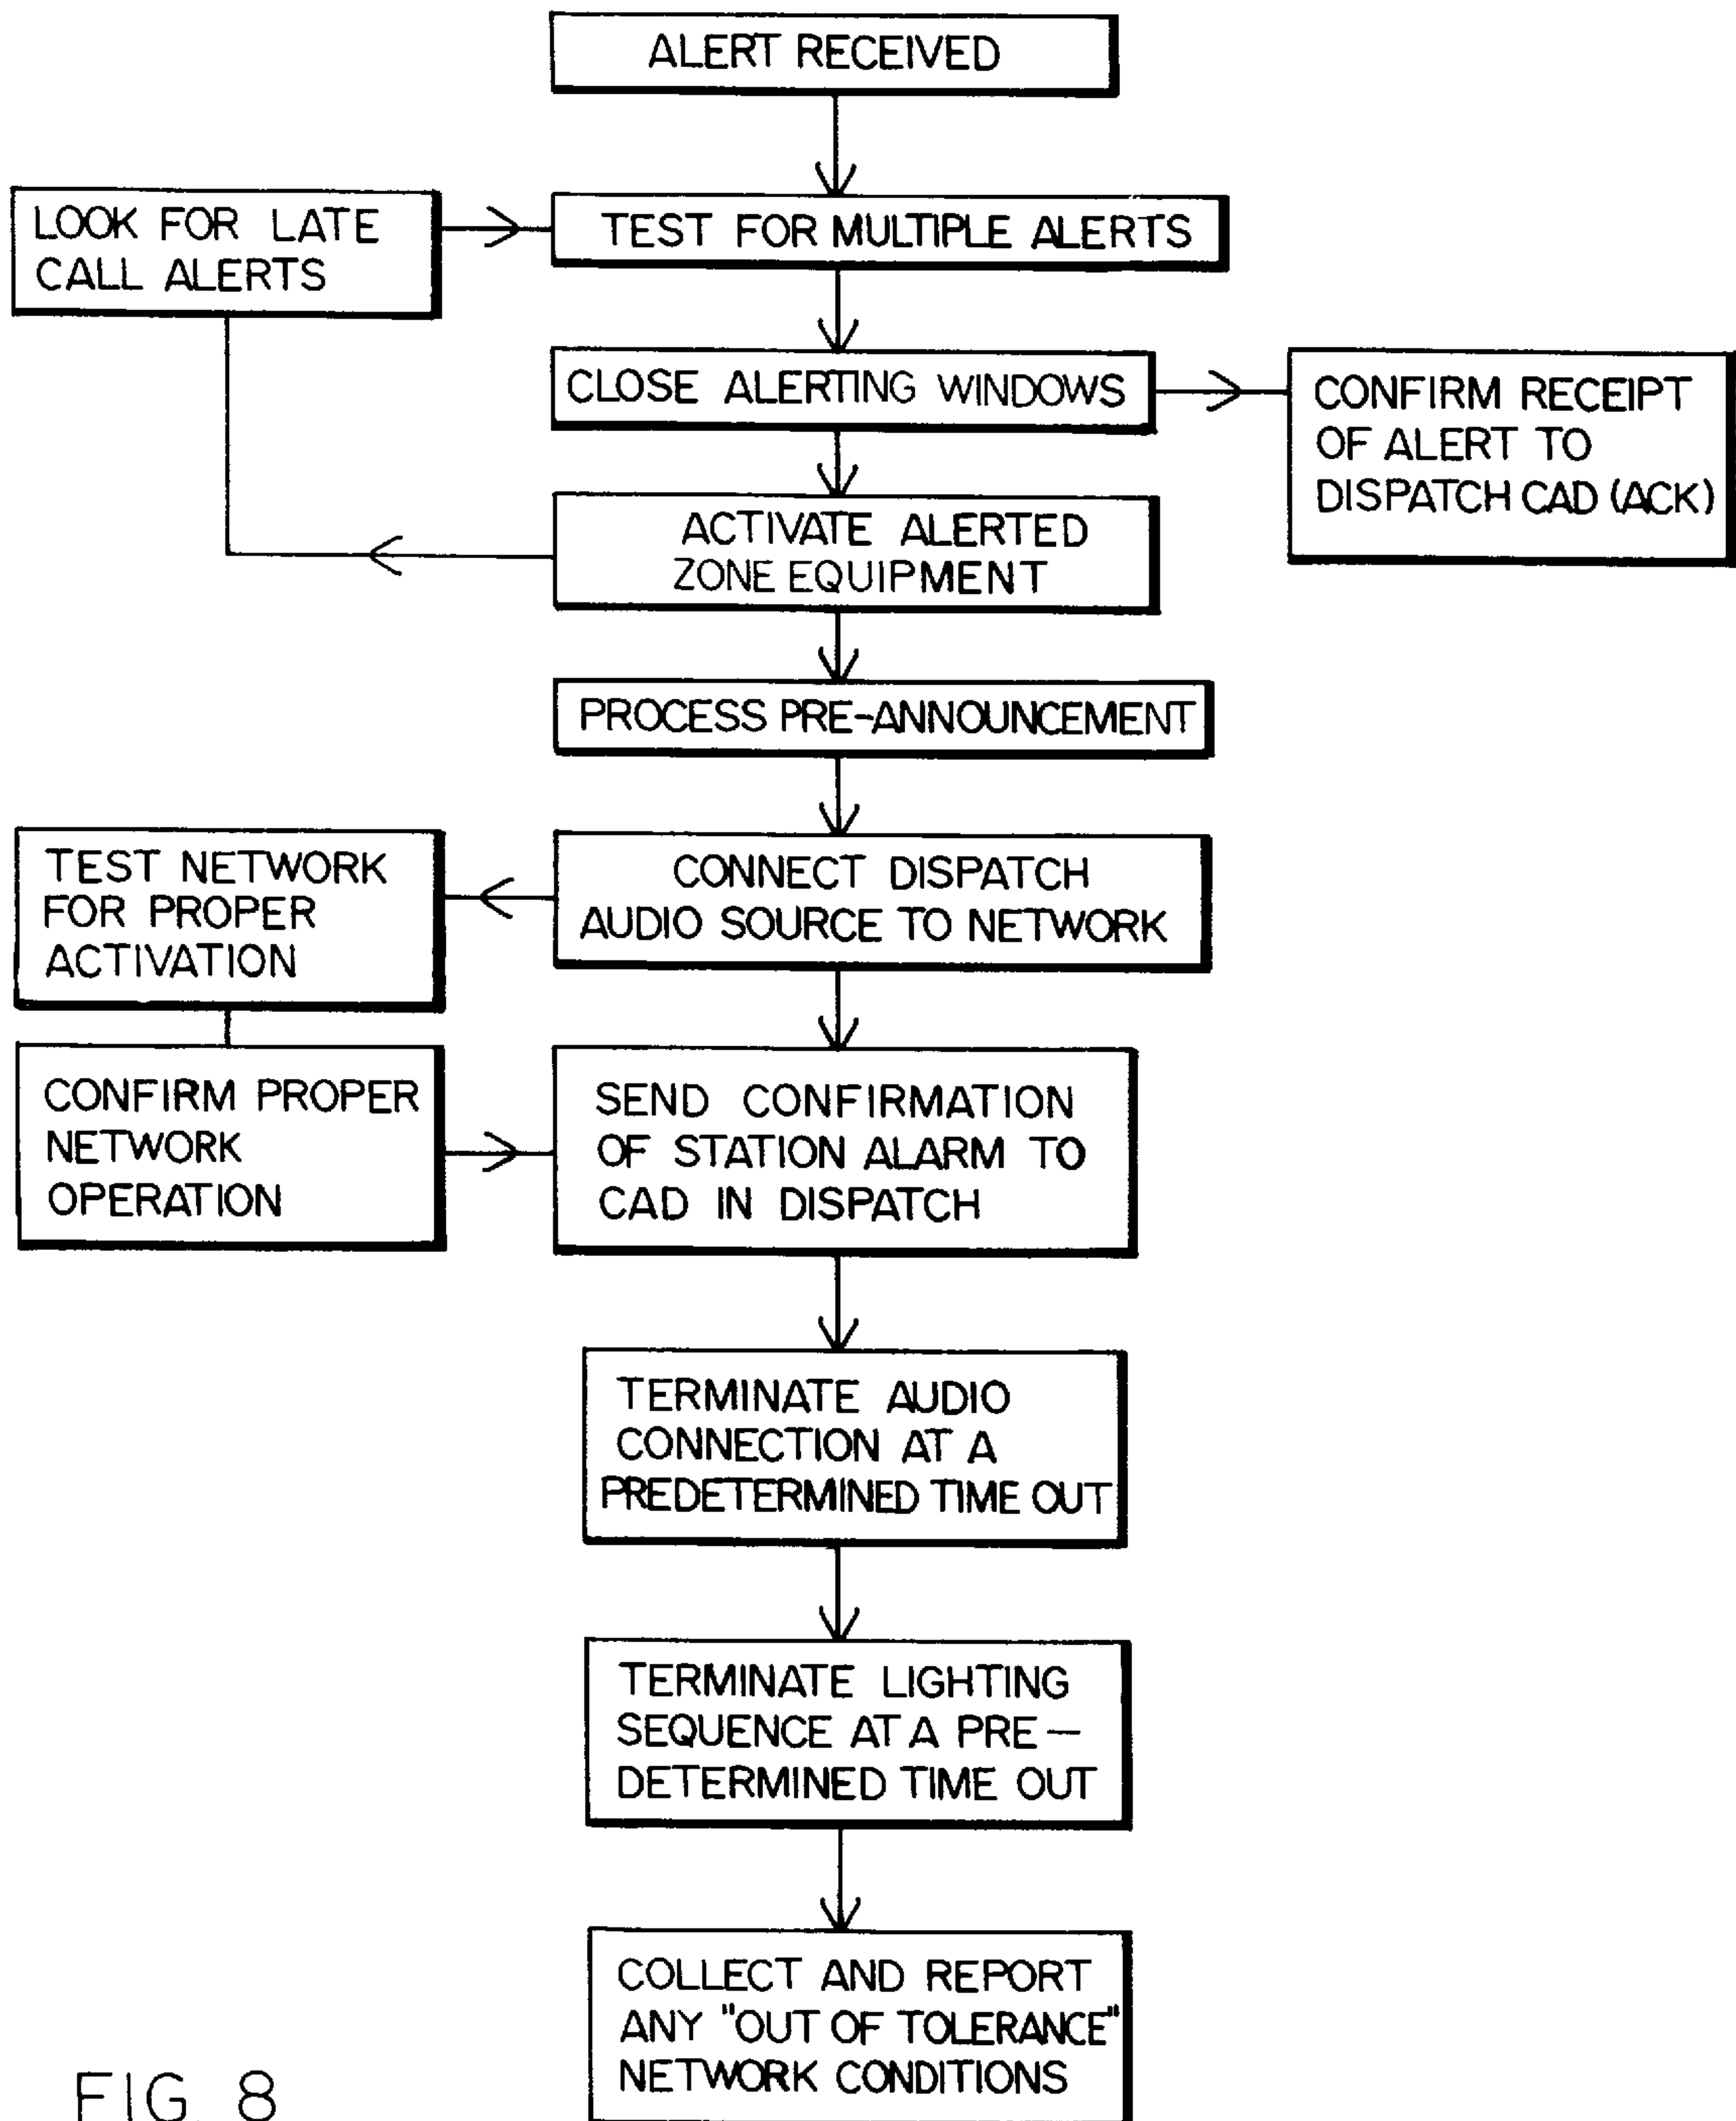 ALERT RECEIVED
LOOK FOR LATE
CALL ALERTS
TEST FOR MULTIPLE ALERTS
CLOSE ALERTING WINDOWS
CONFIRM RECEIPT
OF ALERT TO
DISPATCH CAD (ACK)
ACTIVATE ALERTED
ZONE EQUIPMENT
PROCESS PRE-ANNOUNCEMENT
TEST NETWORK
FOR PROPER
ACTIVATION
CONNECT DISPATCH
AUDIO SOURCE TO NETWORK
CONFIRM PROPER
NETWORK
OPERATION
SEND CONFIRMATION
OF STATION ALARM TO
CAD IN DISPATCH
TERMINATE AUDIO
CONNECTION AT A
PREDETERMINED TIME OUT
TERMINATE LIGHTING
SEQUENCE AT A PRE—
DETERMINED TIME OUT
COLLECT AND REPORT
ANY "OUT OF TOLERANCE"
NETWORK CONDITIONS
FIG. 8